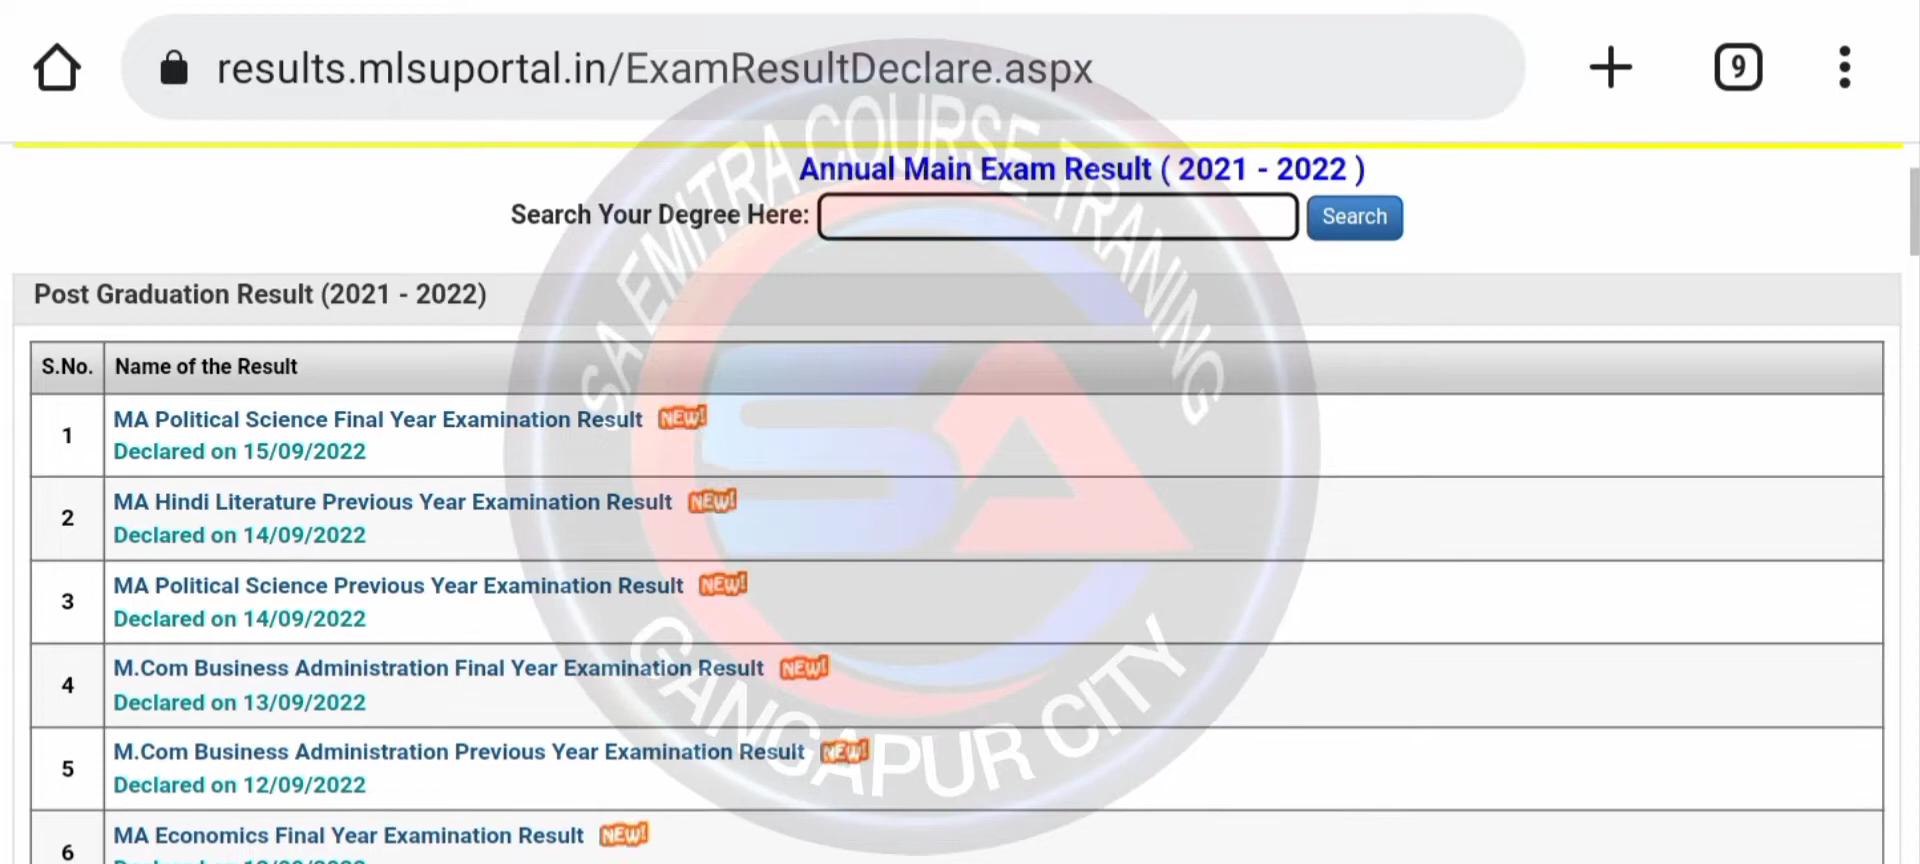 results.mlsuportal.in/ExamResultDeclare.aspx
9
Annual Main Exam Result ( 2021 - 2022 )
Search Your Degree Here:
Search
Post Graduation Result (2021 - 2022)
S.No. Name of the Result
1 MA Political Science Final Year Examination Result NEW!
Declared on 15/09/2022
2 MA Hindi Literature Previous Year Examination Result NEW!
Declared on 14/09/2022
3 MA Political Science Previous Year Examination Result NEW!
Declared on 14/09/2022
4 M.Com Business Administration Final Year Examination Result NEW!
Declared on 13/09/2022
5 M.Com Business Administration Previous Year Examination Result NEW!
Declared on 12/09/2022
6 MA Economics Final Year Examination Result NEW!
SA EMITRA COURSE TRANING
SA
GANGAPUR CITY